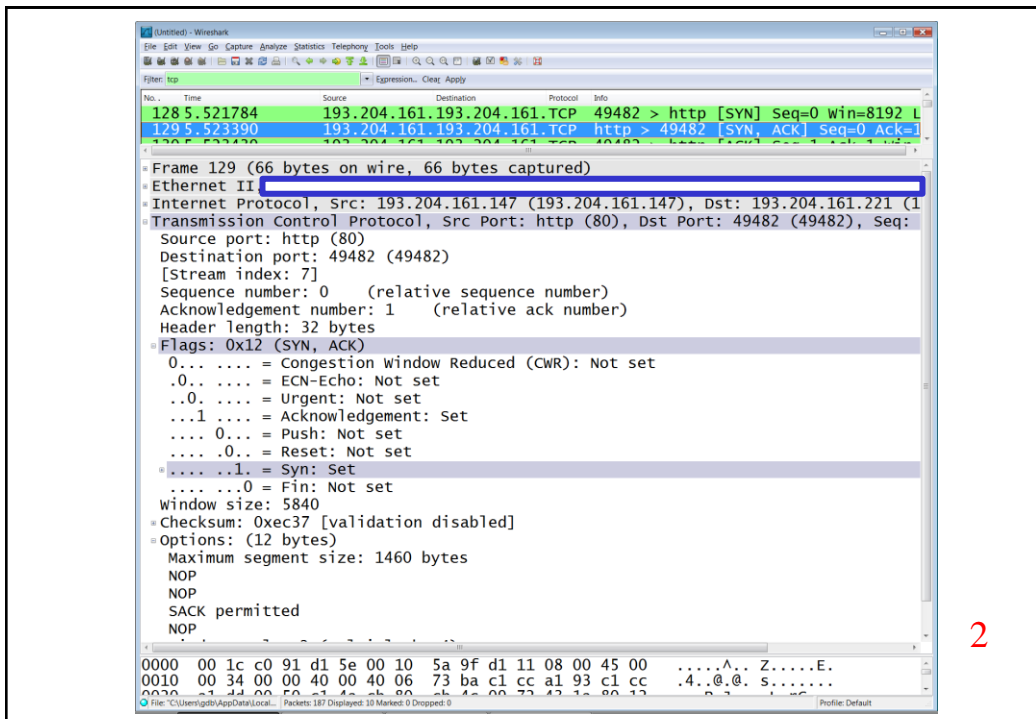 (Untitled) - Wireshark
File Edit View Go Capture Analyze Statistics Telephony Tools Help
Filter: tcp Expression... Clear Apply
No. . Time Source Destination Protocol Info
128 5.521784 193.204.161.193.204.161.TCP 49482 > http [SYN] Seq=0 Win=8192 L
129 5.523390 193.204.161.193.204.161.TCP http > 49482 [SYN, ACK] Seq=0 Ack=1
Frame 129 (66 bytes on wire, 66 bytes captured)
Ethernet II,
Internet Protocol, Src: 193.204.161.147 (193.204.161.147), Dst: 193.204.161.221 (1
Transmission Control Protocol, Src Port: http (80), Dst Port: 49482 (49482), Seq:
Source port: http (80)
Destination port: 49482 (49482)
[Stream index: 7]
Sequence number: 0 (relative sequence number)
Acknowledgement number: 1 (relative ack number)
Header length: 32 bytes
Flags: 0x12 (SYN, ACK)
0... .... = Congestion Window Reduced (CWR): Not set
.0.. .... = ECN-Echo: Not set
..0. .... = Urgent: Not set
...1 .... = Acknowledgement: Set
.... 0... = Push: Not set
.... .0.. = Reset: Not set
.... ..1. = Syn: Set
.... ...0 = Fin: Not set
Window size: 5840
Checksum: 0xec37 [validation disabled]
Options: (12 bytes)
Maximum segment size: 1460 bytes
NOP
NOP
SACK permitted
NOP
2
0000 00 1c c0 91 d1 5e 00 10 5a 9f d1 11 08 00 45 00 .....^.. Z.....E.
0010 00 34 00 00 40 00 40 06 73 ba c1 cc a1 93 c1 cc .4..@.@. s.......
File: "C:\Users\gdb\AppData\Local... Packets: 187 Displayed: 10 Marked: 0 Dropped: 0 Profile: Default